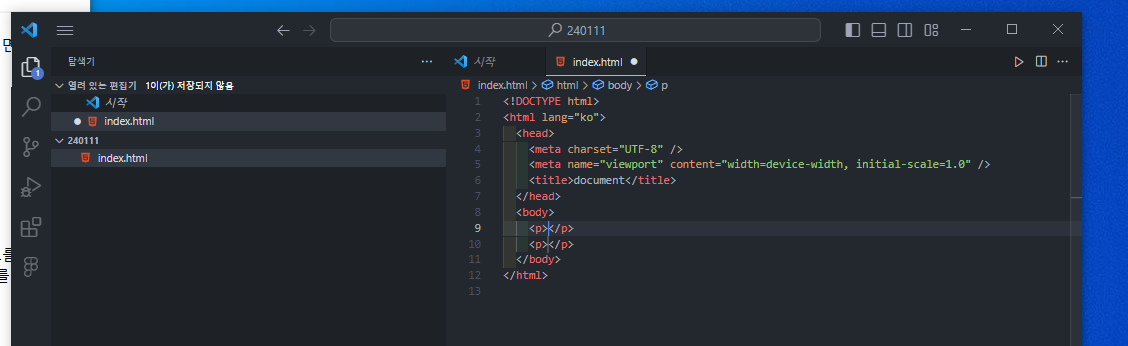 240111
탐색기
시작
index.html
열려 있는 편집기 1이(가) 저장되지 않음
시작
index.html
240111
index.html
1
index.html > html > body > p
1 <!DOCTYPE html>
2 <html lang="ko">
3 <head>
4 <meta charset="UTF-8" />
5 <meta name="viewport" content="width=device-width, initial-scale=1.0" />
6 <title>document</title>
7 </head>
8 <body>
9 <p></p>
10 <p></p>
11 </body>
12 </html>
13
를